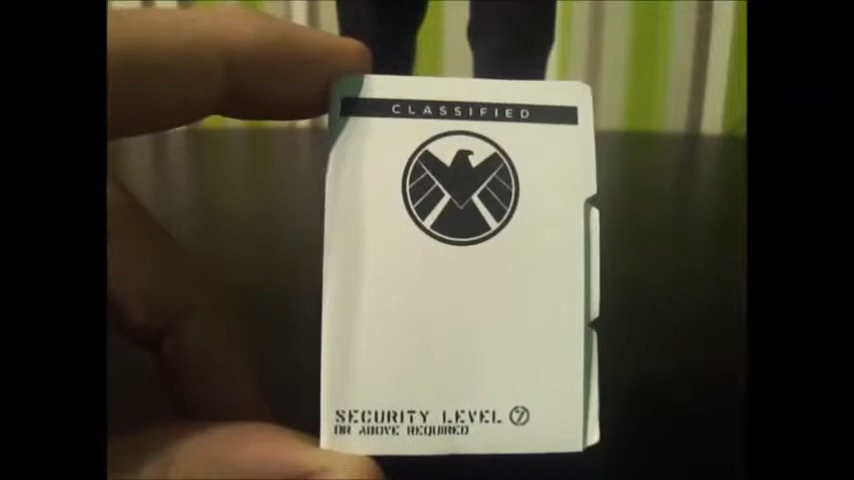 CLASSIFIED
SECURITY LEVEL 7
OR ABOVE REQUIRED